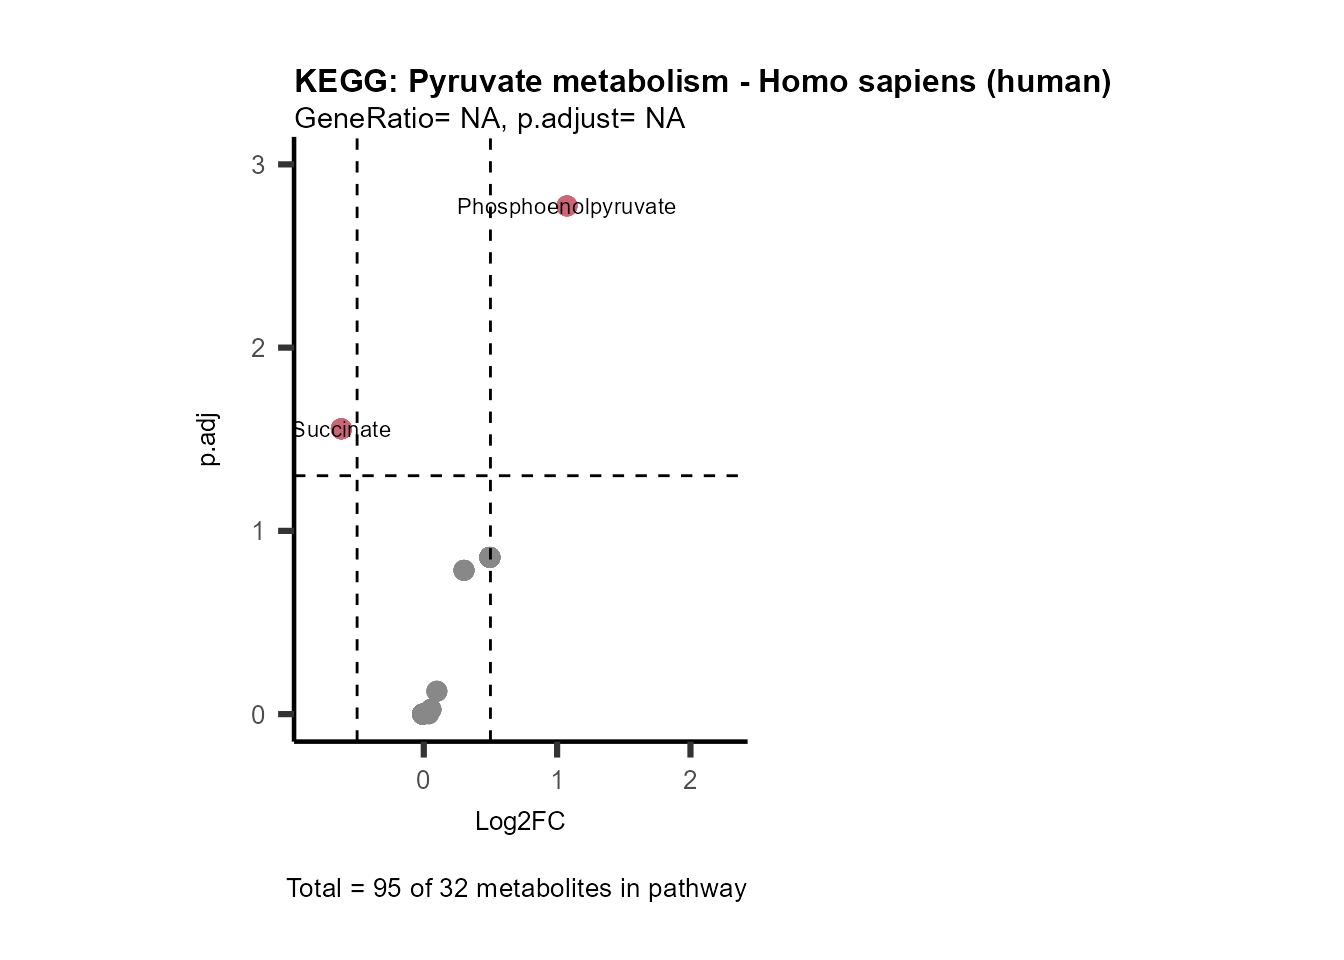 KEGG: Pyruvate metabolism - Homo sapiens (human)
GeneRatio= NA, p.adjust= NA
3
Phosphoenolpyruvate
2
p.adj
Succinate
1
0
0 1 2
Log2FC
Total = 95 of 32 metabolites in pathway